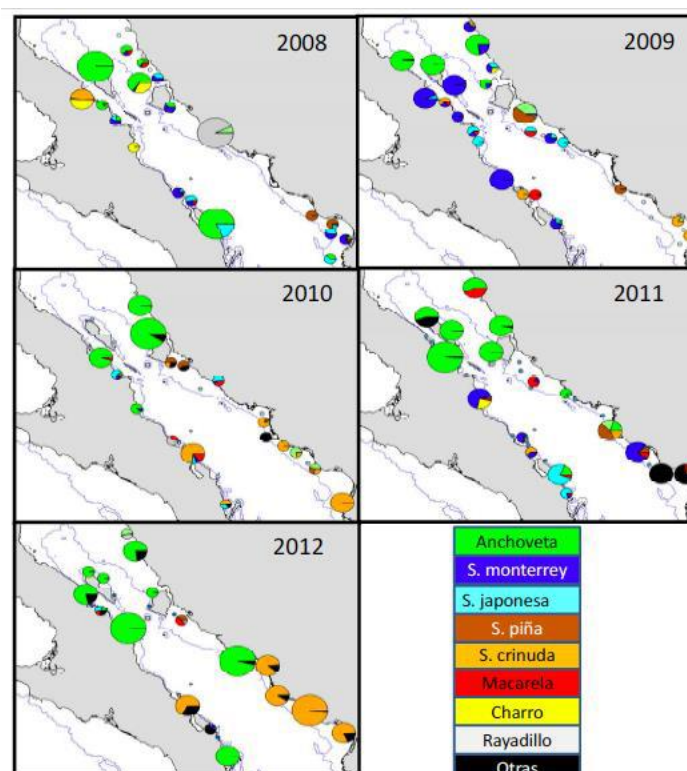 2008
2009
2010
2011
2012
Anchoveta
S. monterrey
S. japonesa
S. piña
S. crinuda
Macarela
Charro
Rayadillo
Otras